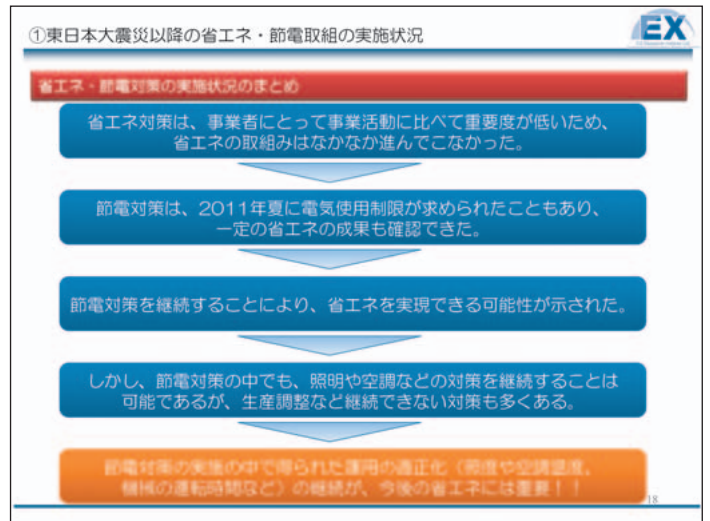 ①東日本大震災以降の省エネ・節電取組の実施状況
EX
省エネ・節電対策の実施状況のまとめ
省エネ対策は、事業者にとって事業活動に比べて重要度が低いため、
省エネの取組みはなかなか進んでこなかった。
節電対策は、2011年夏に電気使用制限が求められたこともあり、
一定の省エネの成果も確認できた。
節電対策を継続することにより、省エネを実現できる可能性が示された。
しかし、節電対策の中でも、照明や空調などの対策を継続することは
可能であるが、生産調整など継続できない対策も多くある。
節電対策の実施の中で得られた運用の適正化（照度や空調温度、
機械の運転時間など）の継続が、今後の省エネには重要！！
18